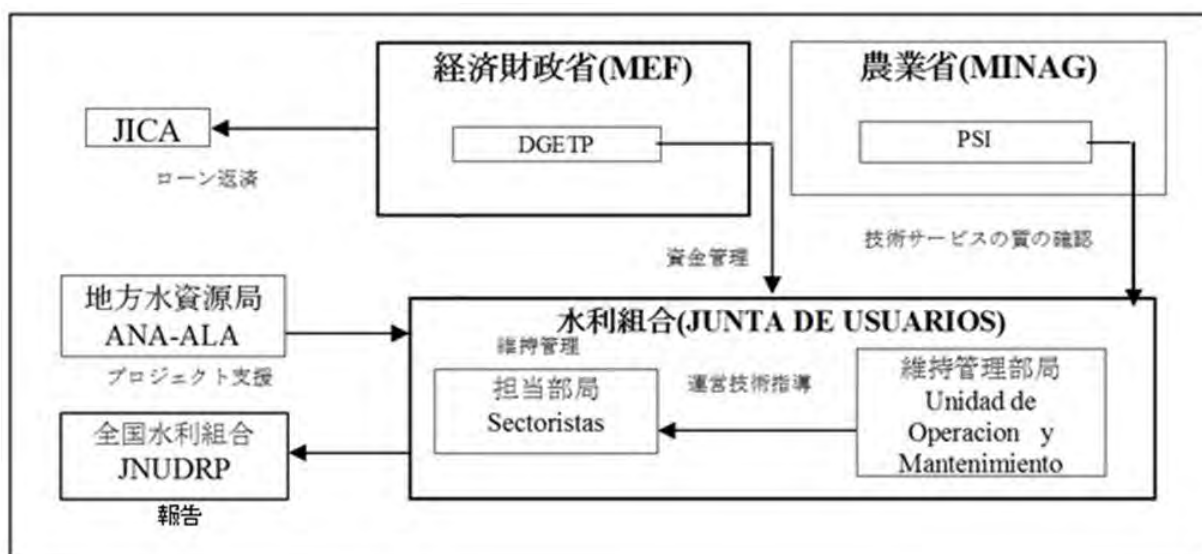 経済財政省(MEF)
農業省(MINAG)
JICA
DGETP
PSI
ローン返済
技術サービスの質の確認
資金管理
地方水資源局
ANA-ALA
プロジェクト支援
水利組合(JUNTA DE USUARIOS)
維持管理
担当部局
Sectoristas
運営技術指導
維持管理部局
Unidad de
Operacion y
Mantenimiento
全国水利組合
JNUDRP
報告